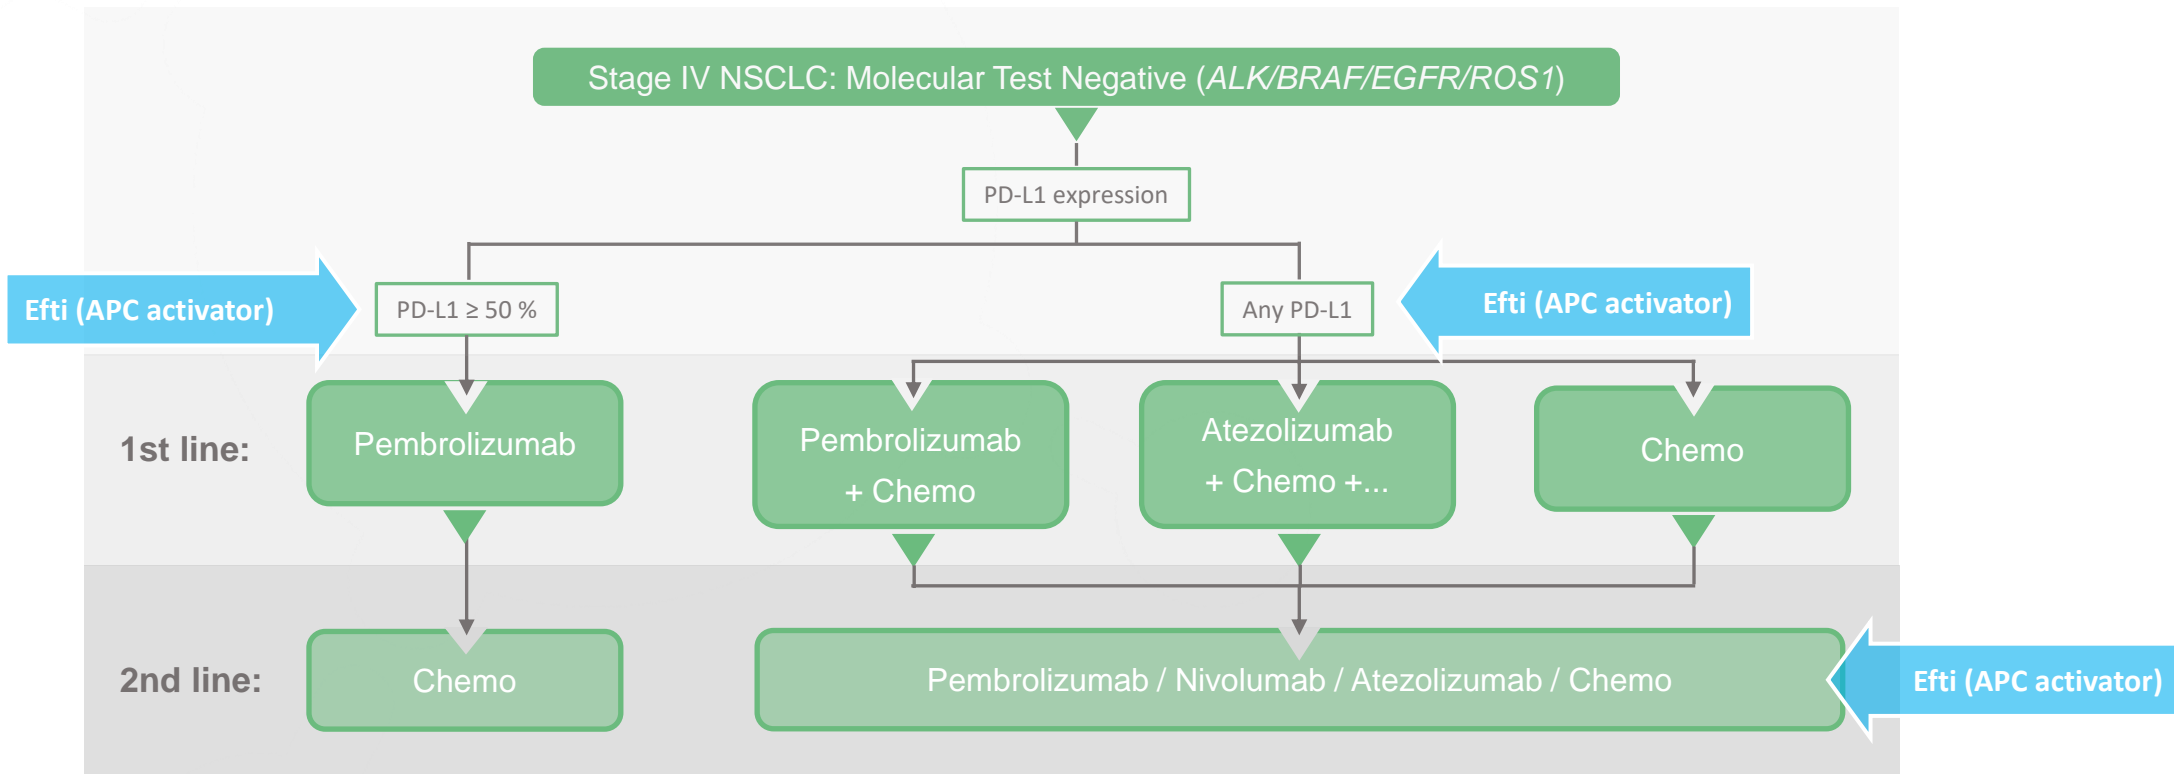 Stage IV NSCLC: Molecular Test Negative (ALK/BRAF/EGFR/ROS1)
PD-L1 expression
Efti (APC activator)
PD-L1 ≥ 50 %
Any PD-L1
Efti (APC activator)
1st line:
Pembrolizumab
Pembrolizumab
+ Chemo
Atezolizumab
+ Chemo +...
Chemo
2nd line:
Chemo
Pembrolizumab / Nivolumab / Atezolizumab / Chemo
Efti (APC activator)